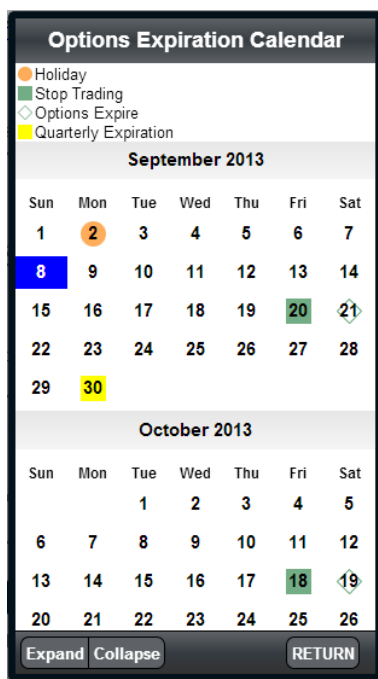 Options Expiration Calendar
Holiday
Stop Trading
Options Expire
Quarterly Expiration
September 2013
Sun Mon Tue Wed Thu Fri Sat
1 2 3 4 5 6 7
8 9 10 11 12 13 14
15 16 17 18 19 20 21
22 23 24 25 26 27 28
29 30
October 2013
Sun Mon Tue Wed Thu Fri Sat
1 2 3 4 5
6 7 8 9 10 11 12
13 14 15 16 17 18 19
20 21 22 23 24 25 26
Expand Collapse RETURN